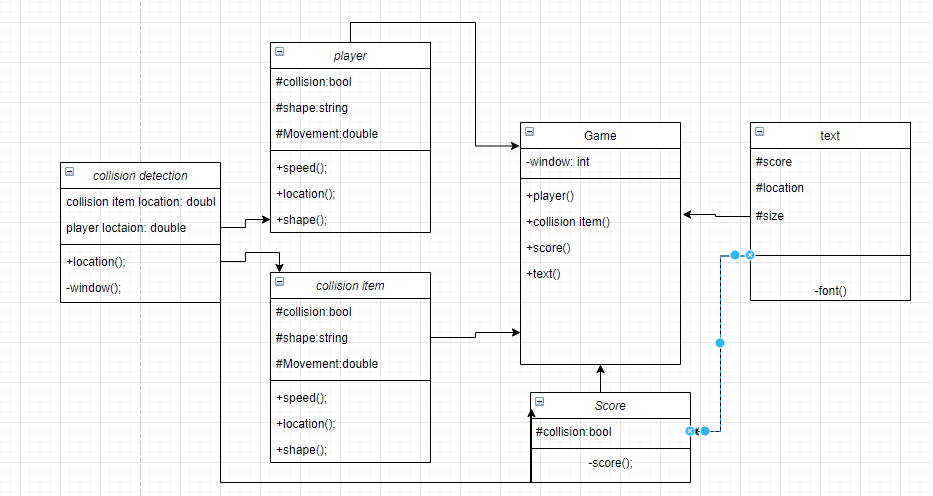 player
#collision:bool
#shape:string
#Movement:double
+speed();
+location();
+shape();
collision detection
collision item location: doubl
player loctaion: double
+location();
-window();
collision item
#collision:bool
#shape:string
#Movement:double
+speed();
+location();
+shape();
Game
-window: int
+player()
+collision item()
+score()
+text()
Score
#collision:bool
-score();
text
#score
#location
#size
-font()